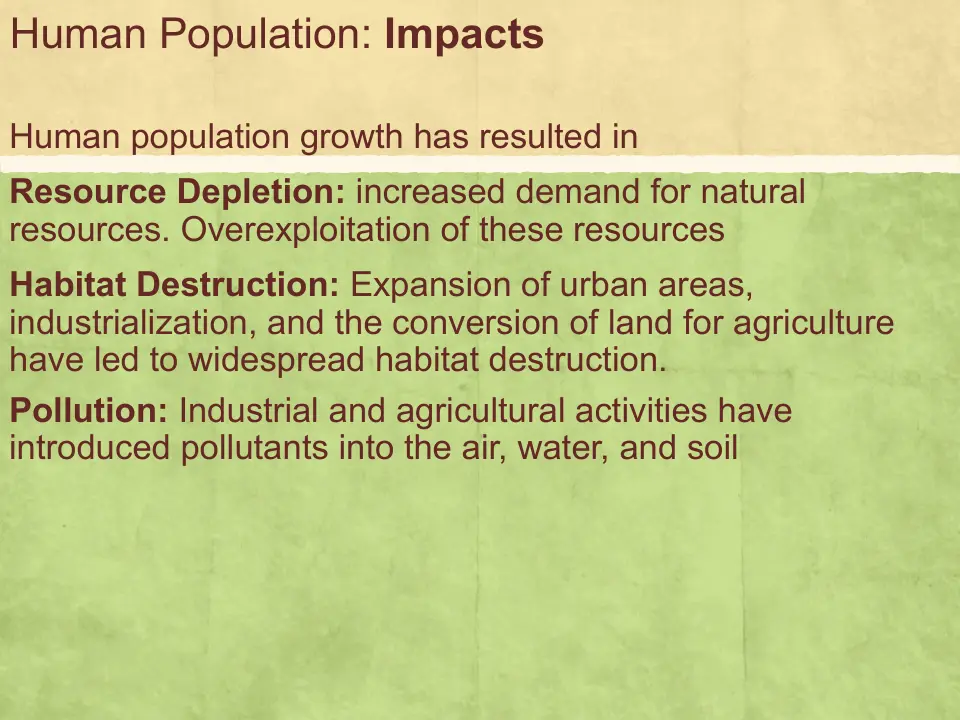 Human Population: Impacts
Human population growth has resulted in
Resource Depletion: increased demand for natural
resources. Overexploitation of these resources
Habitat Destruction: Expansion of urban areas,
industrialization, and the conversion of land for agriculture
have led to widespread habitat destruction.
Pollution: Industrial and agricultural activities have
introduced pollutants into the air, water, and soil